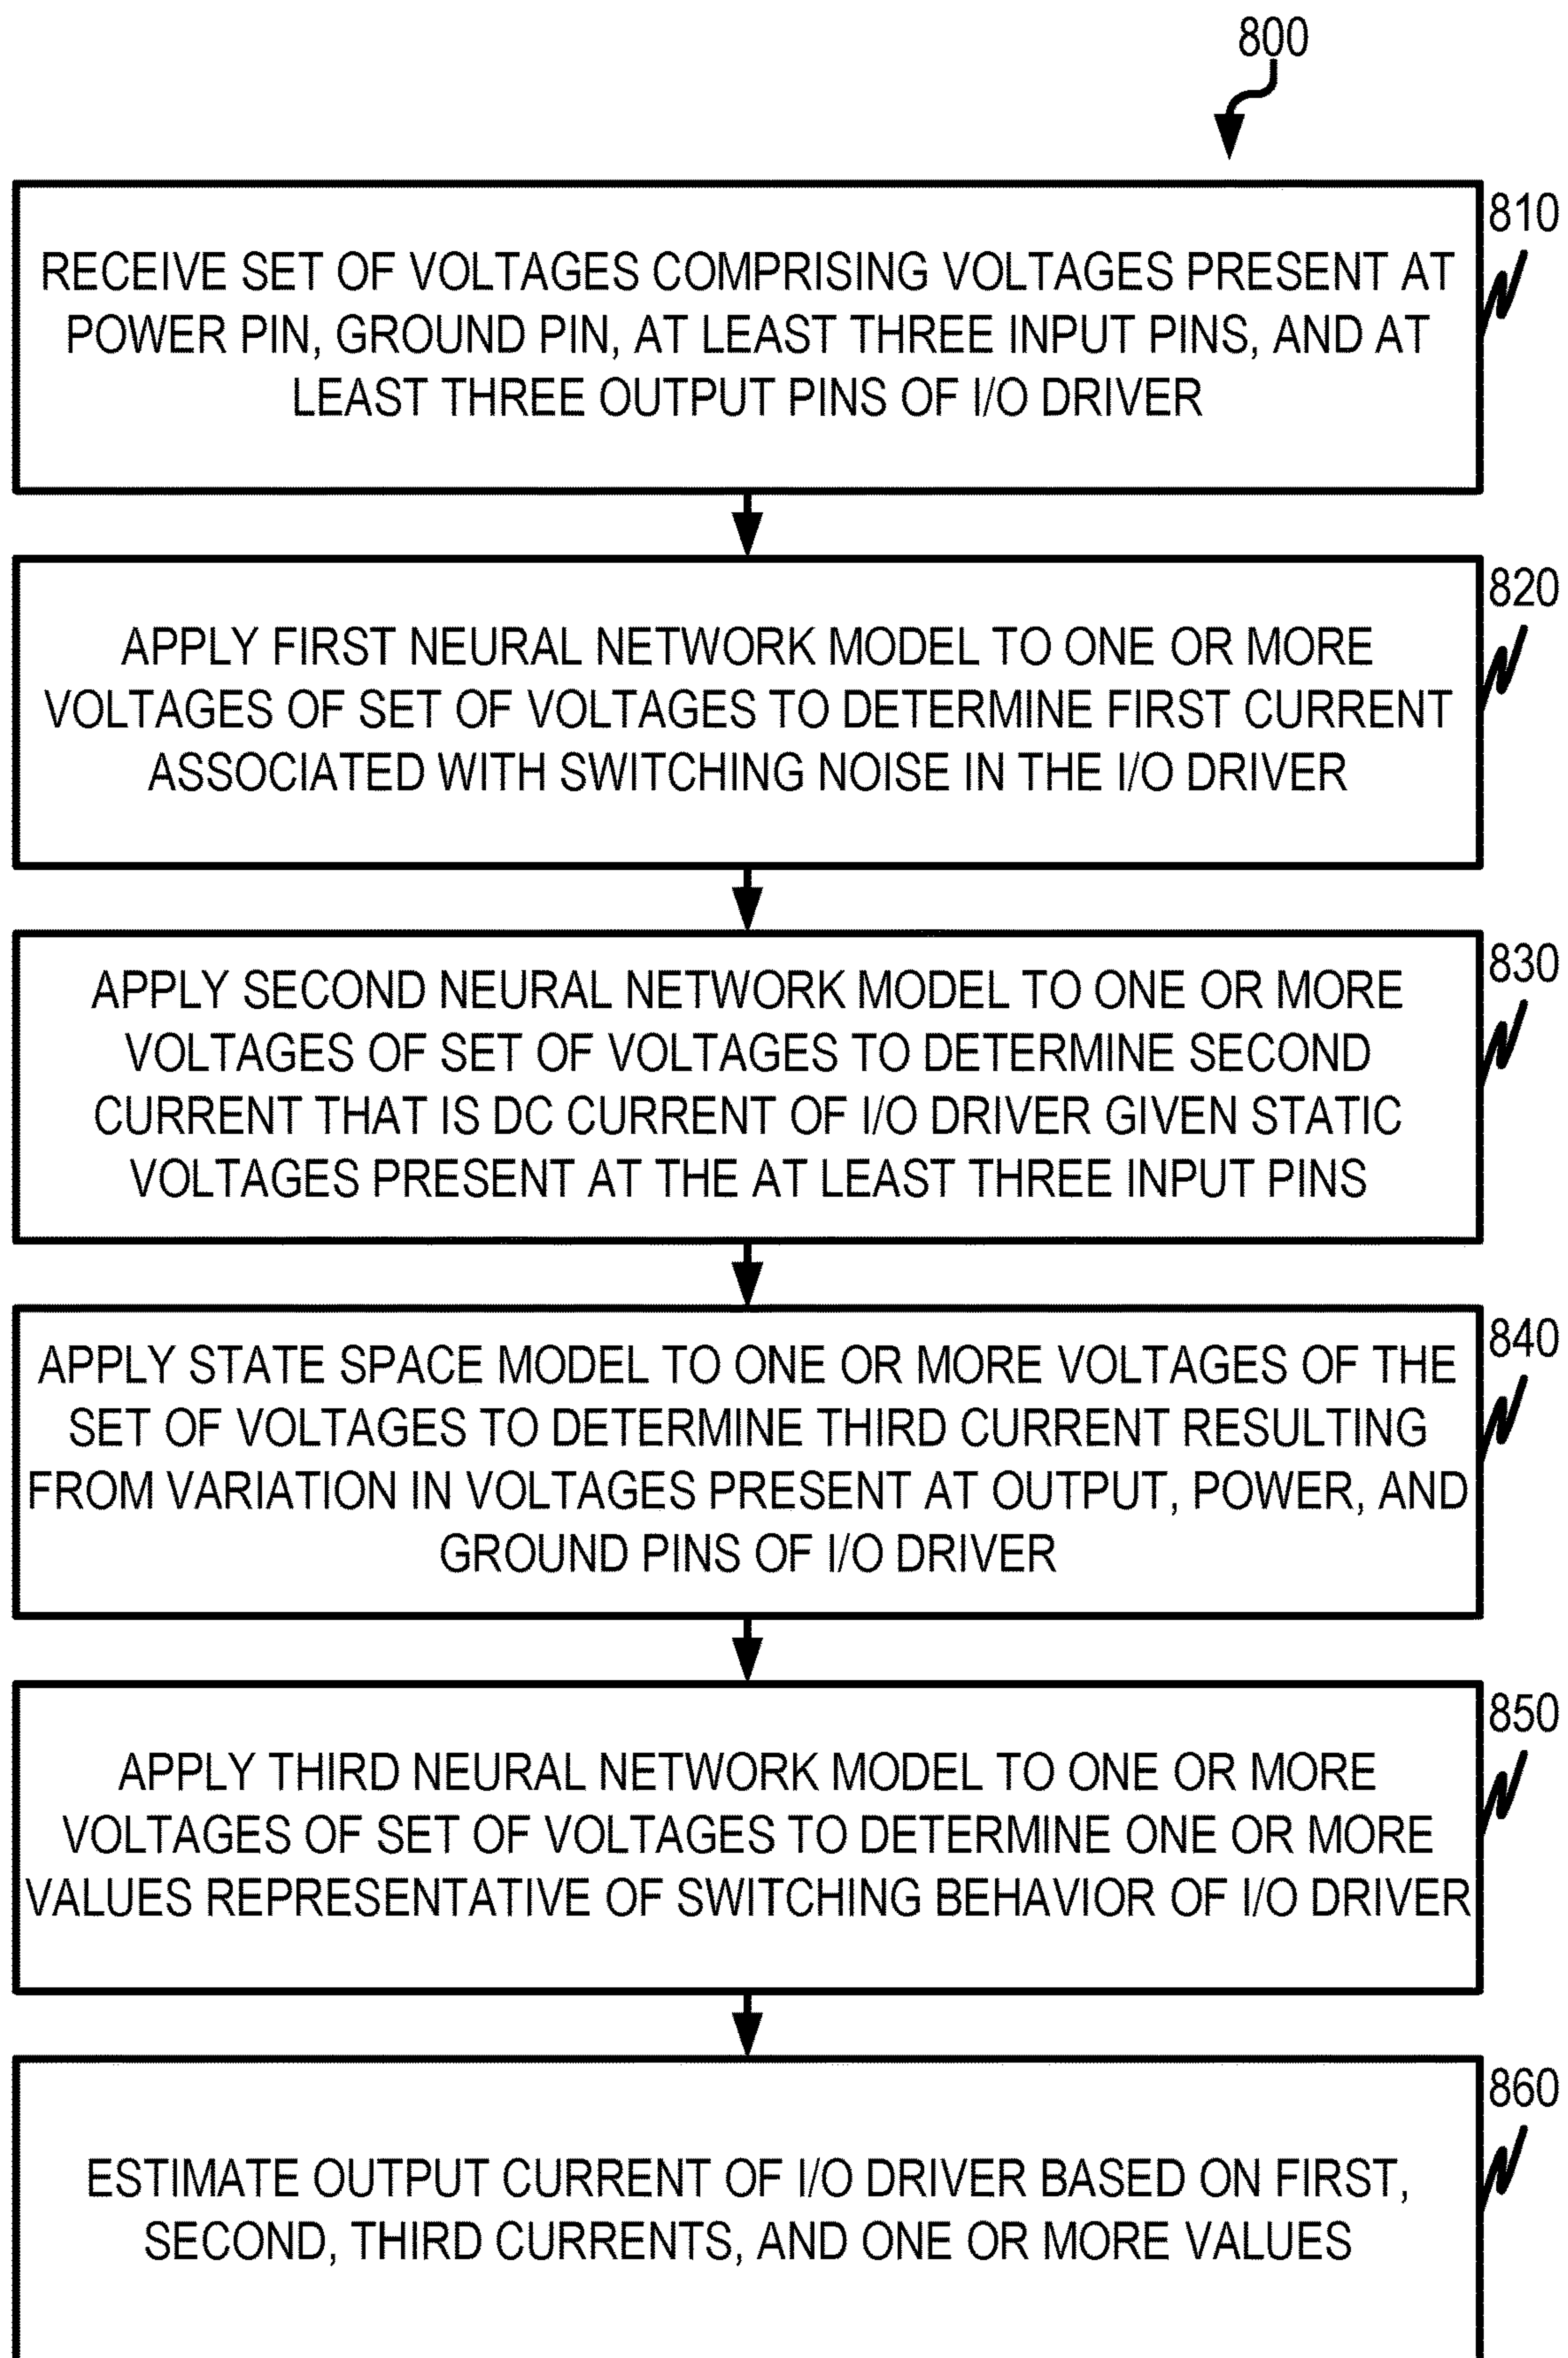 800
810
RECEIVE SET OF VOLTAGES COMPRISING VOLTAGES PRESENT AT
POWER PIN, GROUND PIN, AT LEAST THREE INPUT PINS, AND AT
LEAST THREE OUTPUT PINS OF I/O DRIVER
820
APPLY FIRST NEURAL NETWORK MODEL TO ONE OR MORE
VOLTAGES OF SET OF VOLTAGES TO DETERMINE FIRST CURRENT
ASSOCIATED WITH SWITCHING NOISE IN THE I/O DRIVER
830
APPLY SECOND NEURAL NETWORK MODEL TO ONE OR MORE
VOLTAGES OF SET OF VOLTAGES TO DETERMINE SECOND
CURRENT THAT IS DC CURRENT OF I/O DRIVER GIVEN STATIC
VOLTAGES PRESENT AT THE AT LEAST THREE INPUT PINS
840
APPLY STATE SPACE MODEL TO ONE OR MORE VOLTAGES OF THE
SET OF VOLTAGES TO DETERMINE THIRD CURRENT RESULTING
FROM VARIATION IN VOLTAGES PRESENT AT OUTPUT, POWER, AND
GROUND PINS OF I/O DRIVER
850
APPLY THIRD NEURAL NETWORK MODEL TO ONE OR MORE
VOLTAGES OF SET OF VOLTAGES TO DETERMINE ONE OR MORE
VALUES REPRESENTATIVE OF SWITCHING BEHAVIOR OF I/O DRIVER
860
ESTIMATE OUTPUT CURRENT OF I/O DRIVER BASED ON FIRST,
SECOND, THIRD CURRENTS, AND ONE OR MORE VALUES